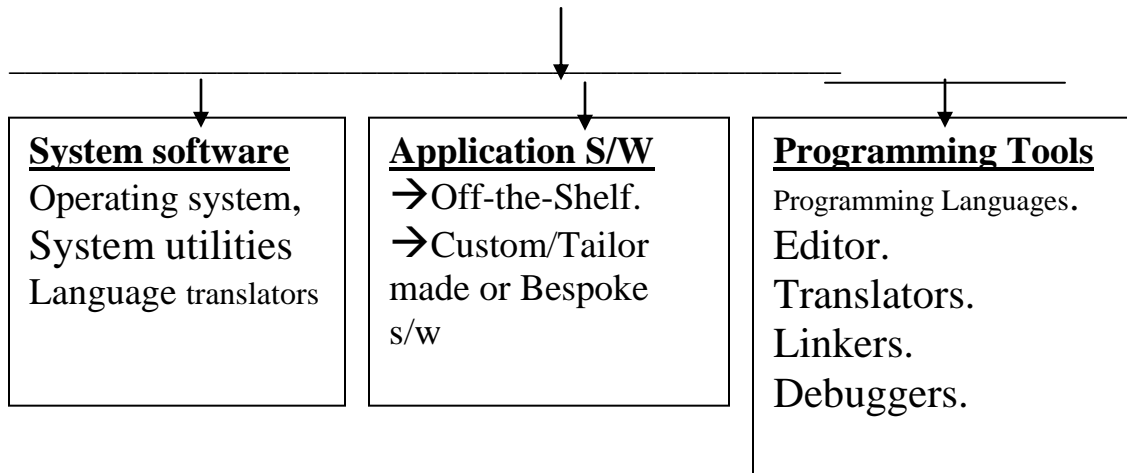 System software
Operating system,
System utilities
Language translators
Application S/W
→Off-the-Shelf.
→Custom/Tailor
made or Bespoke
s/w
Programming Tools
Programming Languages.
Editor.
Translators.
Linkers.
Debuggers.